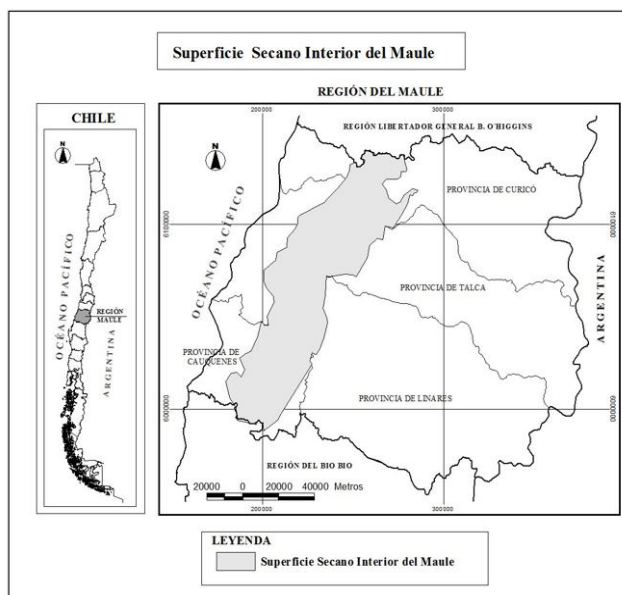 Superficie Secano Interior del Maule
CHILE
N
OCÉANO PACÍFICO
REGIÓN
MAULE
ARGENTINA
REGIÓN DEL MAULE
200000
300000
REGIÓN LIBERTADOR GENERAL B. O'HIGGINS
N
PROVINCIA DE CURICÓ
6100000
6100000
OCÉANO PACÍFICO
PROVINCIA DE TALCA
ARGENTINA
PROVINCIA DE
CAUQUENES
PROVINCIA DE LINARES
6000000
6000000
REGIÓN DEL BIO BIO
20000 0 20000 40000 Metros
200000
300000
LEYENDA
Superficie Secano Interior del Maule